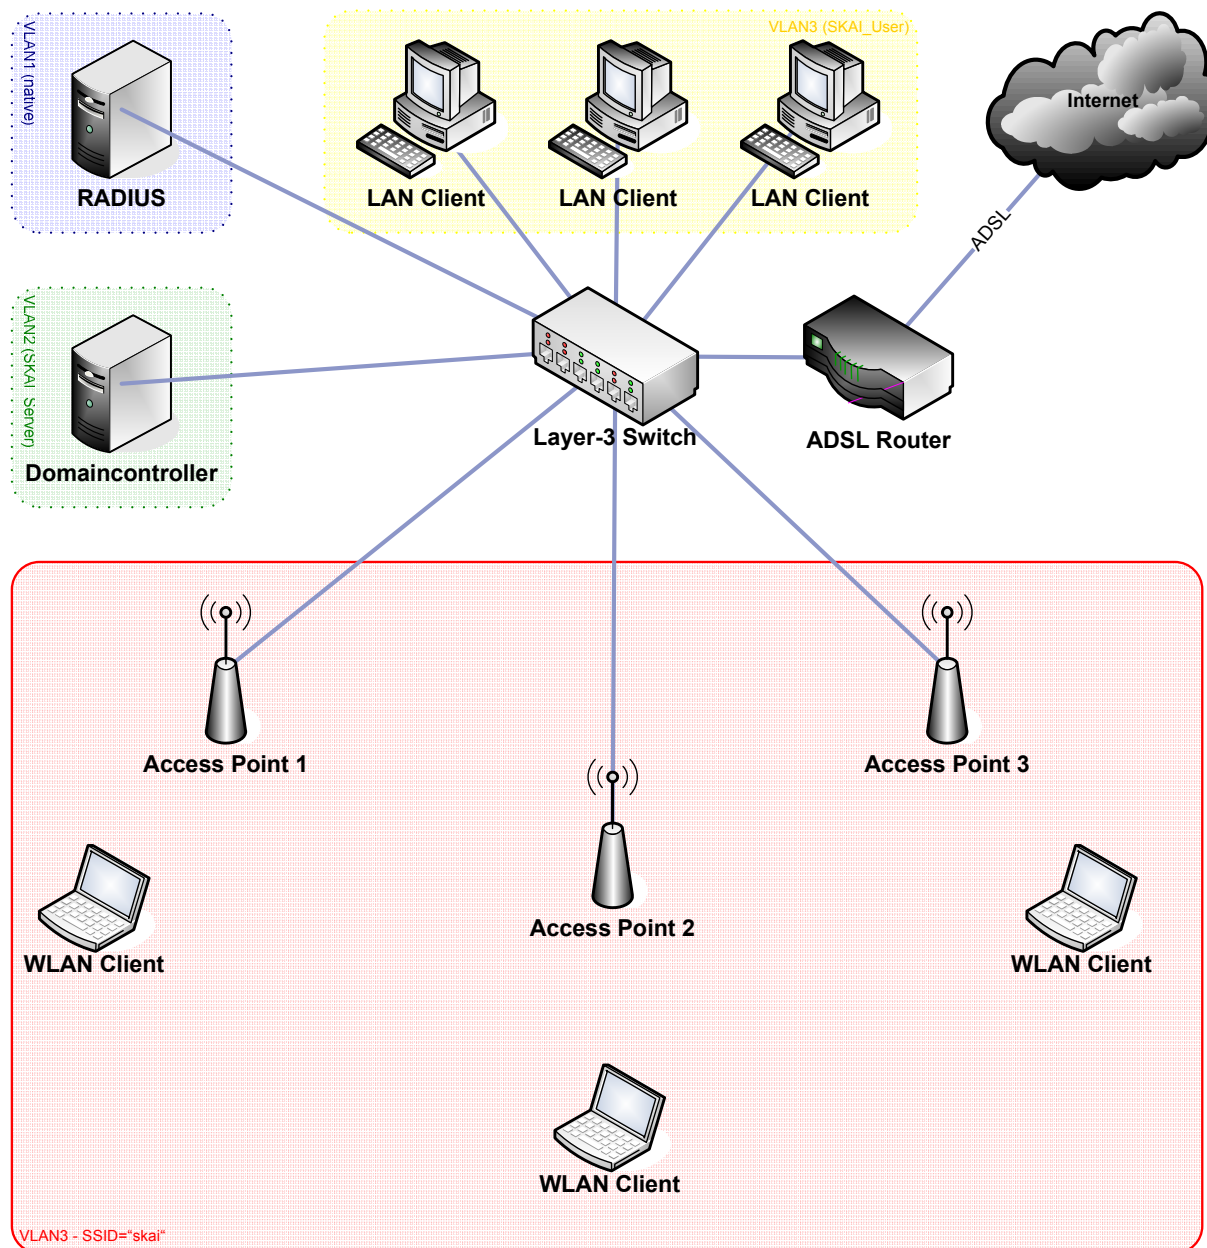 VLAN1 (native)
RADIUS
VLAN3 (SKAI_User)
LAN Client
LAN Client
LAN Client
Internet
ADSL
VLAN2 (SKAI_Server)
Domaincontroller
Layer-3 Switch
ADSL Router
Access Point 1
Access Point 2
Access Point 3
WLAN Client
WLAN Client
WLAN Client
VLAN3 - SSID=“skai“